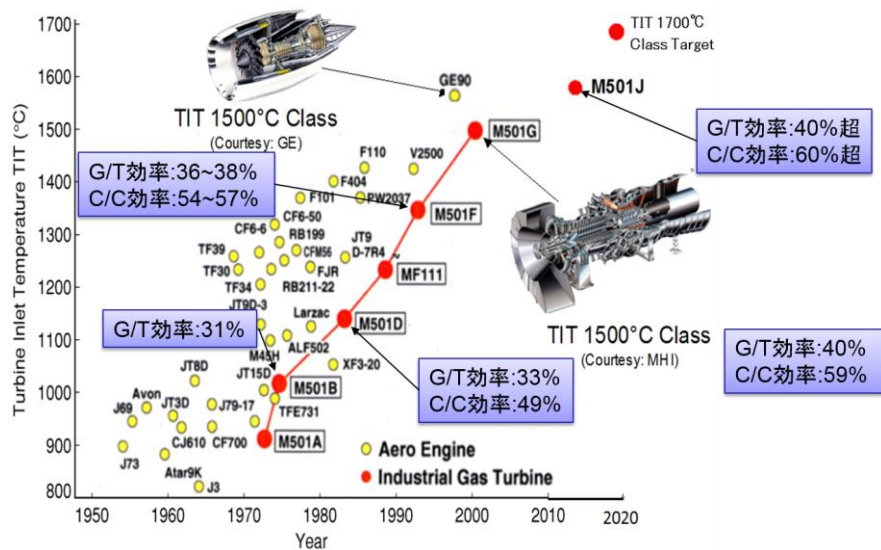 1700
1600
1500
1400
1300
1200
1100
1000
900
800
Turbine Inlet Temperature TIT (°C)
1950
1960
1970
1980
1990
2000
2010
2020
Year
TIT 1700℃
Class Target
GE90
M501J
TIT 1500°C Class
(Courtesy: GE)
M501G
G/T効率:40%超
C/C効率:60%超
F110
V2500
G/T効率:36~38%
C/C効率:54~57%
F404
F101
PW2037
M501F
CF6-50
CF6-6
RB199
TF39
CFM56
JT9
D-7R4
TF30
FJR
MF111
TF34
RB211-22
JT9D-3
Larzac
G/T効率:31%
M501D
TIT 1500°C Class
(Courtesy: MHI)
M45H
ALF502
JT8D
JT15D
XF3-20
G/T効率:33%
C/C効率:49%
G/T効率:40%
C/C効率:59%
M501B
Avon
J69
JT3D
J79-17
TFE731
CJ610
CF700
M501A
J73
Atar9K
J3
Aero Engine
Industrial Gas Turbine